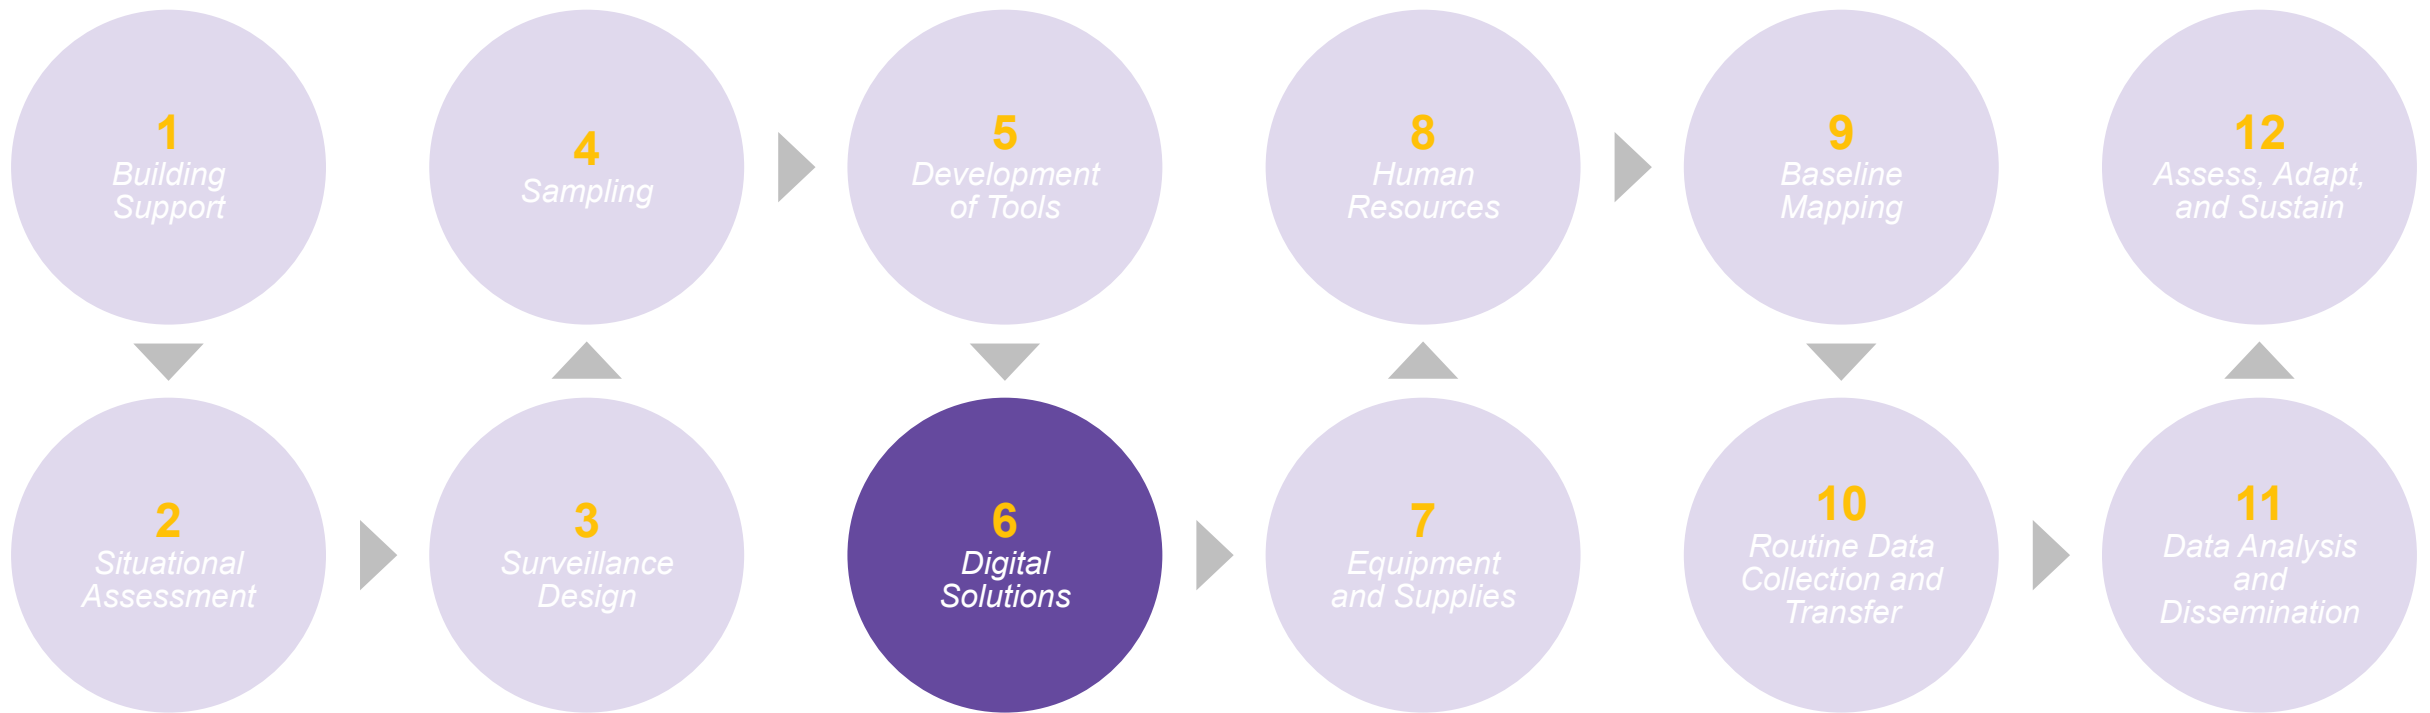 1
Building
Support
2
Situational
Assessment
3
Surveillance
Design
4
Sampling
5
Development
of Tools
6
Digital
Solutions
7
Equipment
and Supplies
8
Human
Resources
9
Baseline
Mapping
10
Routine Data
Collection and
Transfer
11
Data Analysis
and
Dissemination
12
Assess, Adapt,
and Sustain